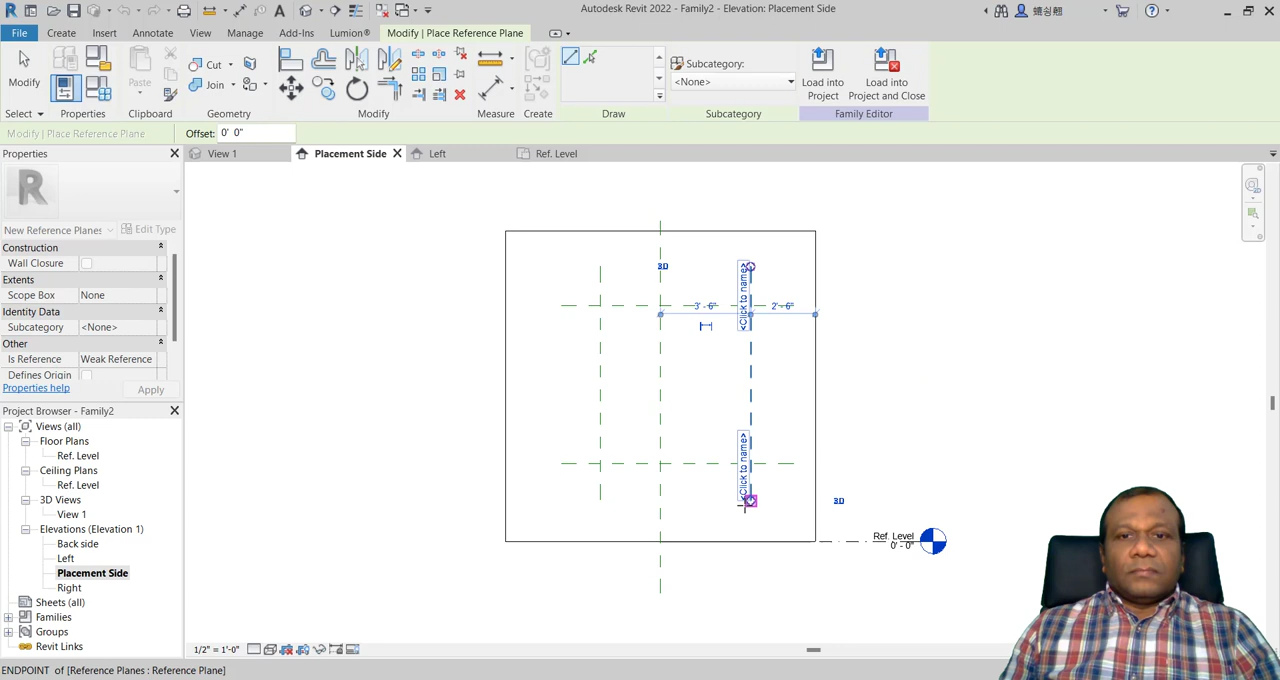 Autodesk Revit 2022 - Family2 - Elevation: Placement Side
File Create Insert Annotate View Manage Add-Ins Lumion® Modify | Place Reference Plane
Modify
Paste
Cut
Join
Subcategory:
<None>
Load into
Project
Load into
Project and Close
Select Properties Clipboard Geometry Modify Measure Create Draw Subcategory Family Editor
Modify | Place Reference Plane Offset: 0' 0"
Properties
View 1 Placement Side Left Ref. Level
R
New Reference Planes Edit Type
Construction
Wall Closure
Extents
Scope Box None
Identity Data
Subcategory <None>
Other
Is Reference Weak Reference
Defines Origin
Properties help Apply
Project Browser - Family2
Views (all)
Floor Plans
Ref. Level
Ceiling Plans
Ref. Level
3D Views
View 1
Elevations (Elevation 1)
Back side
Left
Placement Side
Right
Sheets (all)
Families
Groups
Revit Links
3D
<Click to name>
3' - 6" 2' - 6"
<Click to name>
3D
Ref. Level
0' - 0"
1/2" = 1'-0"
ENDPOINT of [Reference Planes : Reference Plane]